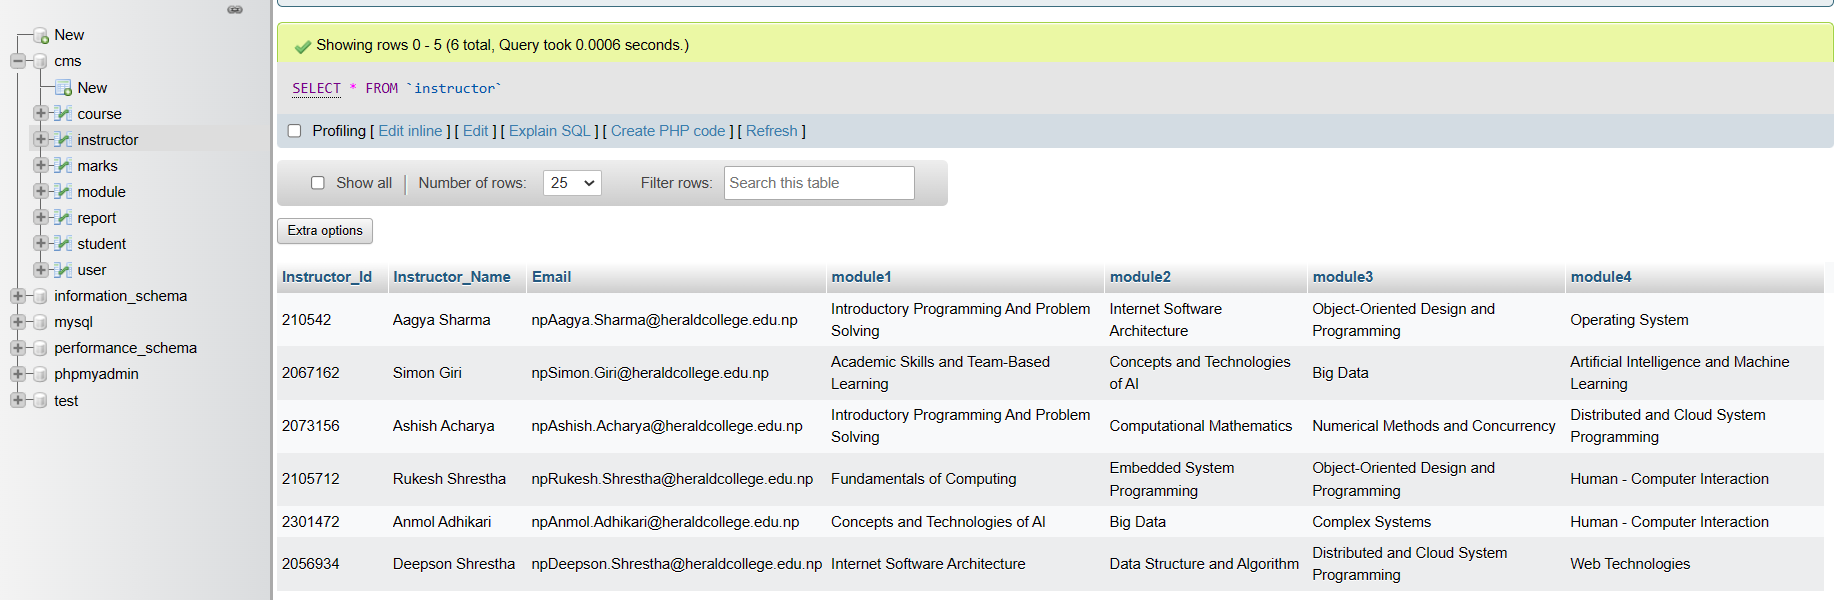 New
cms
New
course
instructor
marks
module
report
student
user
information_schema
mysql
performance_schema
phpmyadmin
test
Showing rows 0 - 5 (6 total, Query took 0.0006 seconds.)
SELECT * FROM `instructor`
Profiling [ Edit inline ] [ Edit ] [ Explain SQL ] [ Create PHP code ] [ Refresh ]
Show all Number of rows: 25 Filter rows: Search this table
Extra options
Instructor_Id Instructor_Name Email module1 module2 module3 module4
210542 Aagya Sharma npAagya.Sharma@heraldcollege.edu.np Introductory Programming And Problem Solving Internet Software Architecture Object-Oriented Design and Programming Operating System
2067162 Simon Giri npSimon.Giri@heraldcollege.edu.np Academic Skills and Team-Based Learning Concepts and Technologies of AI Big Data Artificial Intelligence and Machine Learning
2073156 Ashish Acharya npAshish.Acharya@heraldcollege.edu.np Introductory Programming And Problem Solving Computational Mathematics Numerical Methods and Concurrency Distributed and Cloud System Programming
2105712 Rukesh Shrestha npRukesh.Shrestha@heraldcollege.edu.np Fundamentals of Computing Embedded System Programming Object-Oriented Design and Programming Human - Computer Interaction
2301472 Anmol Adhikari npAnmol.Adhikari@heraldcollege.edu.np Concepts and Technologies of AI Big Data Complex Systems Human - Computer Interaction
2056934 Deepson Shrestha npDeepson.Shrestha@heraldcollege.edu.np Internet Software Architecture Data Structure and Algorithm Distributed and Cloud System Programming Web Technologies